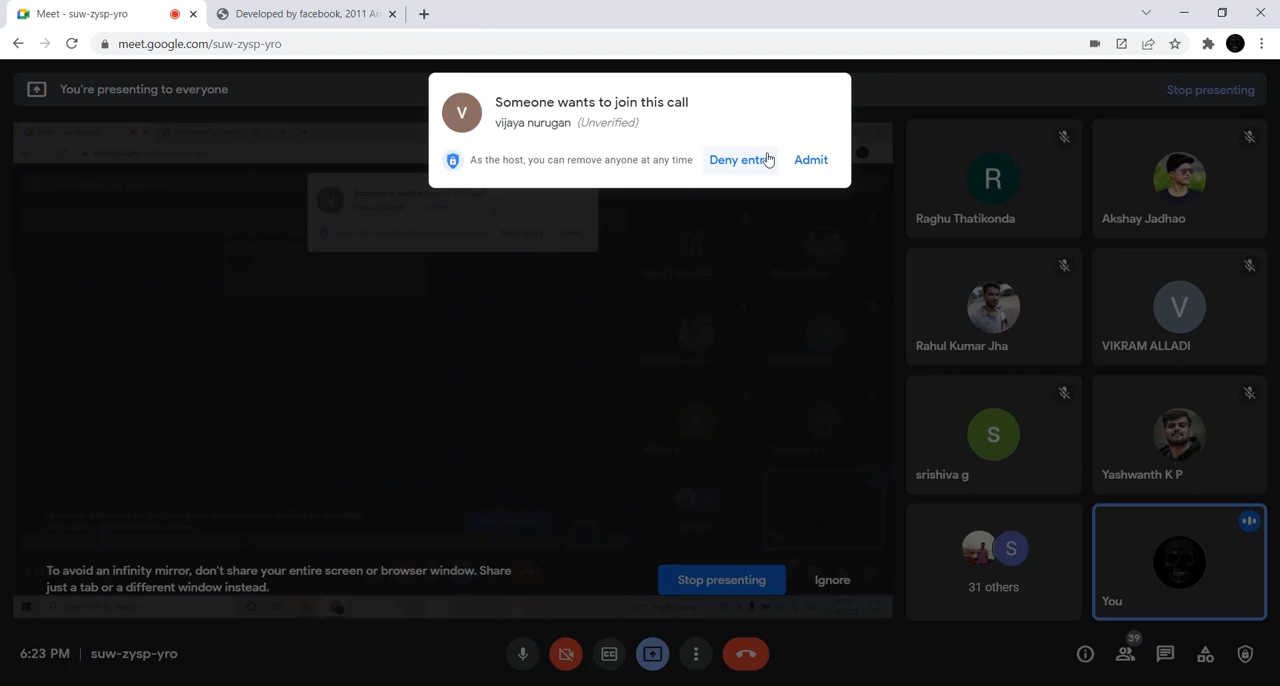 Meet - suw-zysp-yro
Developed by facebook, 2011 An
meet.google.com/suw-zysp-yro
You're presenting to everyone
Stop presenting
V
Someone wants to join this call
vijaya nurugan (Unverified)
As the host, you can remove anyone at any time
Deny entry
Admit
R
Raghu Thatikonda
Akshay Jadhao
Rahul Kumar Jha
V
VIKRAM ALLADI
S
srishiva g
Yashwanth K P
S
31 others
You
To avoid an infinity mirror, don't share your entire screen or browser window. Share
just a tab or a different window instead.
Stop presenting
Ignore
6:23 PM | suw-zysp-yro
39